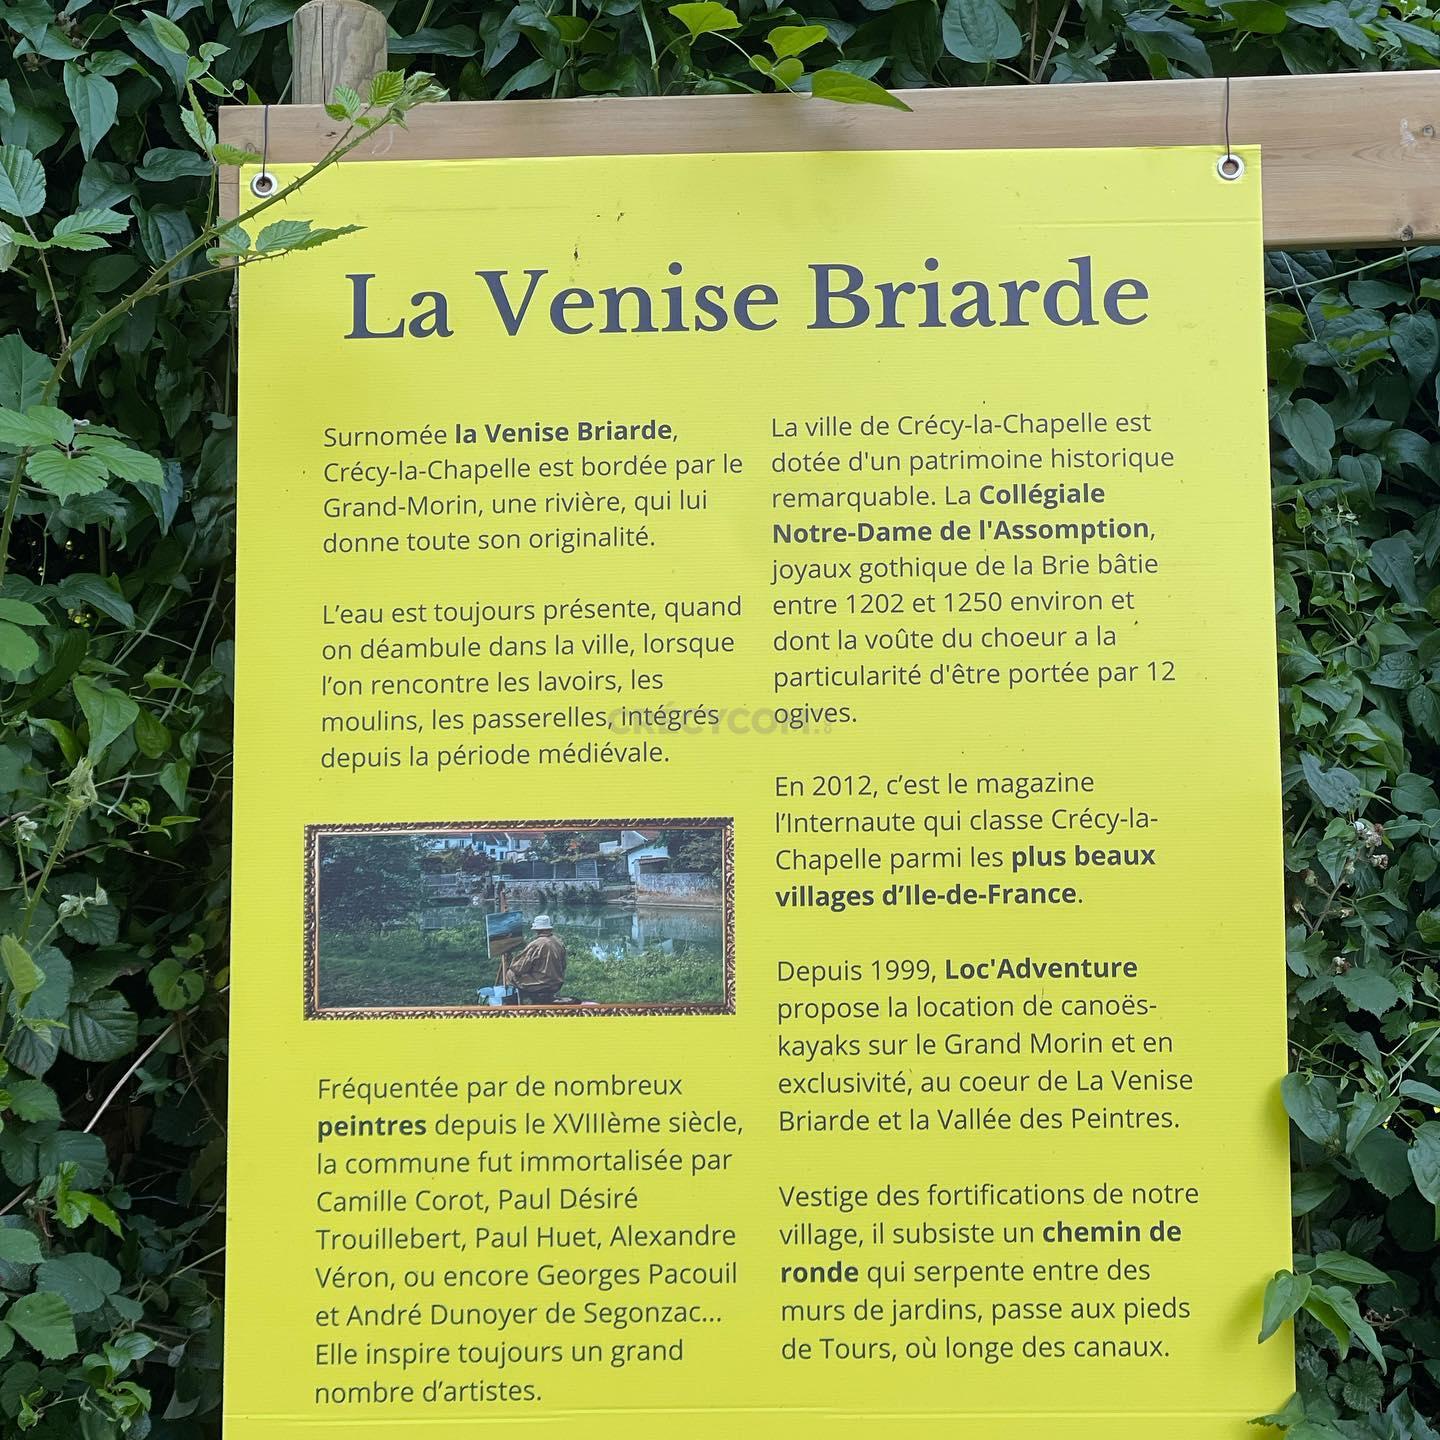 La Venise Briarde
Surnomée la Venise Briarde,
Crécy-la-Chapelle est bordée par le
Grand-Morin, une rivière, qui lui
donne toute son originalité.
L'eau est toujours présente, quand
on déambule dans la ville, lorsque
l'on rencontre les lavoirs, les
moulins, les passerelles, intégrés
depuis la période médiévale.
Fréquentée par de nombreux
peintres depuis le XVIIIème siècle,
la commune fut immortalisée par
Camille Corot, Paul Désiré
Trouillebert, Paul Huet, Alexandre
Véron, ou encore Georges Pacouil
et André Dunoyer de Segonzac...
Elle inspire toujours un grand
nombre d'artistes.
La ville de Crécy-la-Chapelle est
dotée d'un patrimoine historique
remarquable. La Collégiale
Notre-Dame de l'Assomption,
joyaux gothique de la Brie bâtie
entre 1202 et 1250 environ et
dont la voûte du choeur a la
particularité d'être portée par 12
ogives.
En 2012, c'est le magazine
l'Internaute qui classe Crécy-la-
Chapelle parmi les plus beaux
villages d'Ile-de-France.
Depuis 1999, Loc'Adventure
propose la location de canoës-
kayaks sur le Grand Morin et en
exclusivité, au coeur de La Venise
Briarde et la Vallée des Peintres.
Vestige des fortifications de notre
village, il subsiste un chemin de
ronde qui serpente entre des
murs de jardins, passe aux pieds
de Tours, où longe des canaux.